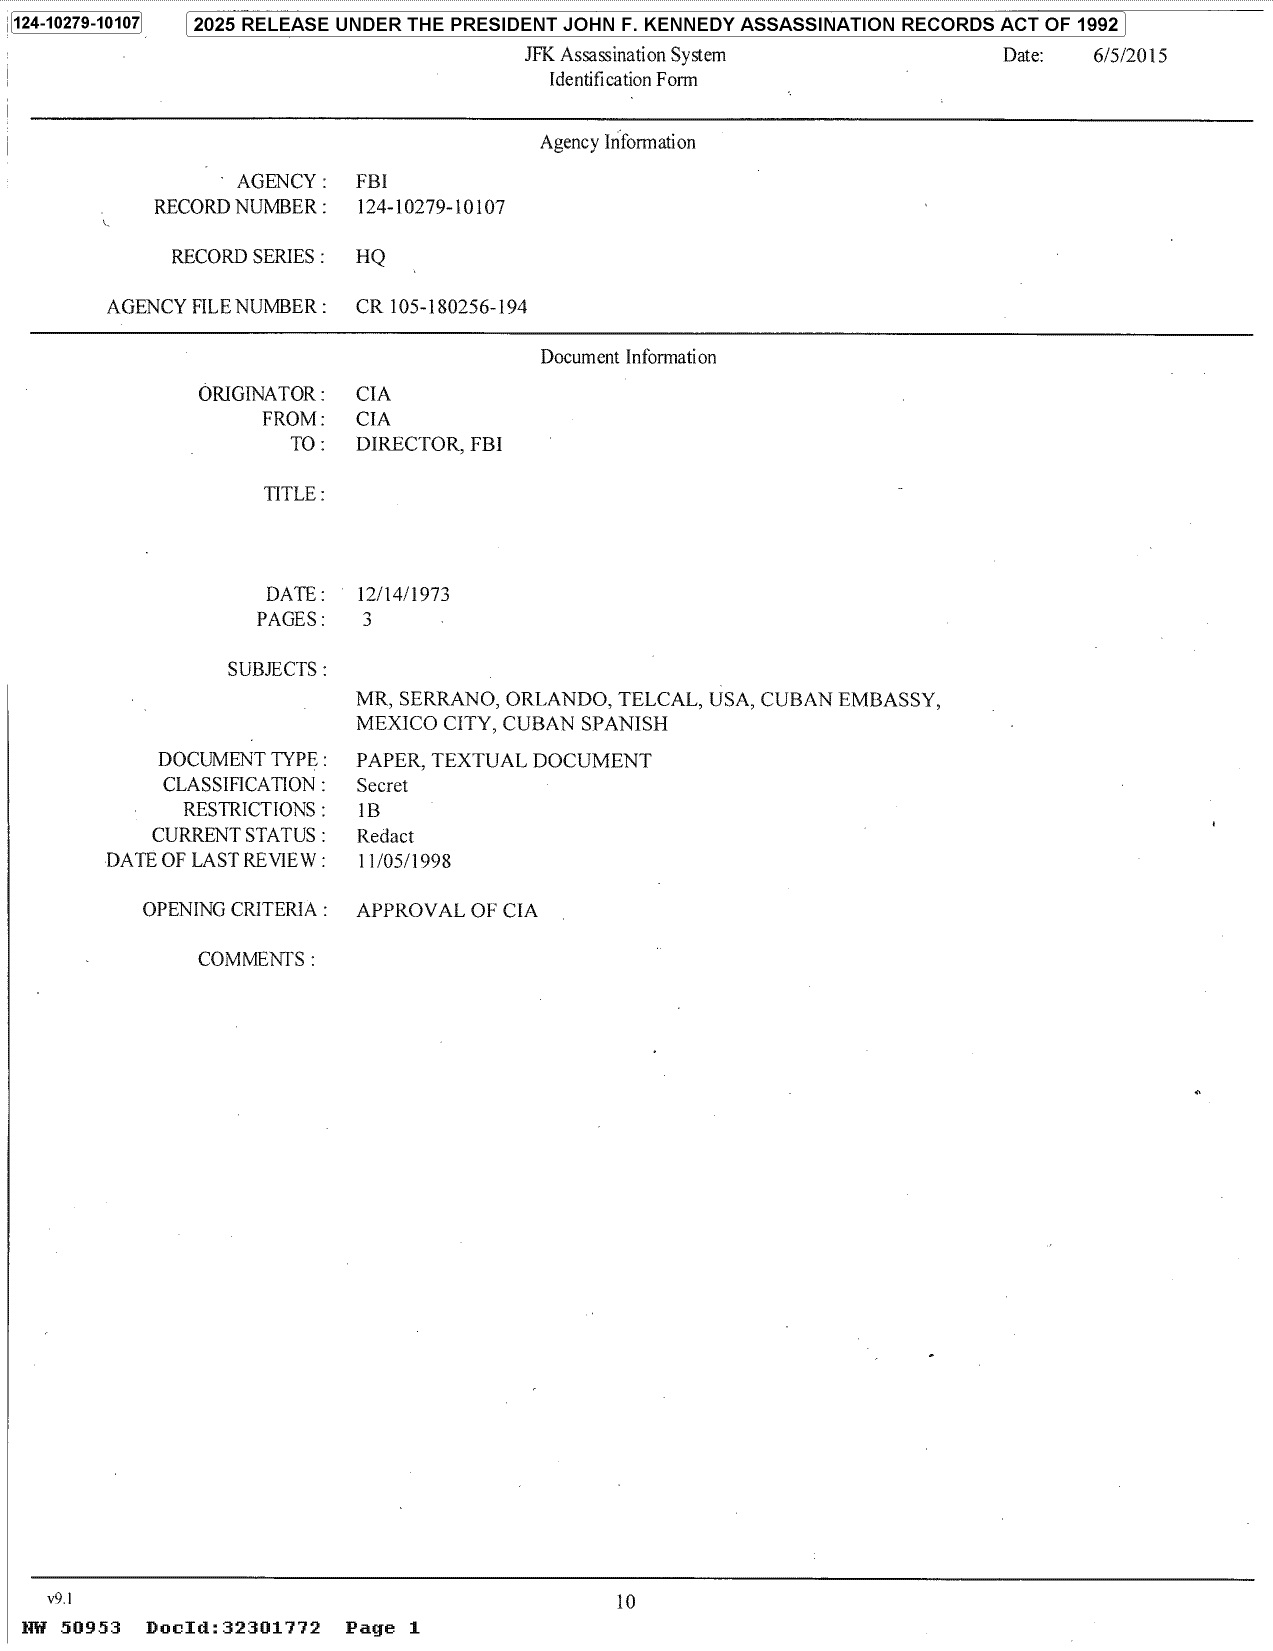 124-10279-10107
2025 RELEASE UNDER THE PRESIDENT JOHN F. KENNEDY ASSASSINATION RECORDS ACT OF 1992
JFK Assassination System
Date: 6/5/2015
Identification Form
Agency Information
AGENCY : FBI
RECORD NUMBER : 124-10279-10107
RECORD SERIES : HQ
AGENCY FILE NUMBER : CR 105-180256-194
Document Information
ORIGINATOR : CIA
FROM : CIA
TO : DIRECTOR, FBI
TITLE :
DATE : 12/14/1973
PAGES : 3
SUBJECTS :
MR, SERRANO, ORLANDO, TELCAL, USA, CUBAN EMBASSY,
MEXICO CITY, CUBAN SPANISH
DOCUMENT TYPE : PAPER, TEXTUAL DOCUMENT
CLASSIFICATION : Secret
RESTRICTIONS : 1B
CURRENT STATUS : Redact
DATE OF LAST REVIEW : 11/05/1998
OPENING CRITERIA : APPROVAL OF CIA
COMMENTS :
v9.1
10
NW 50953 DocId:32301772 Page 1